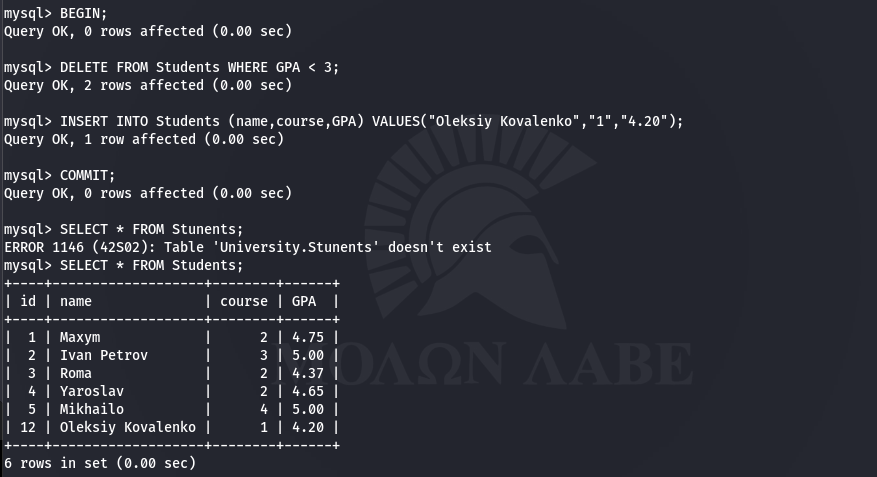 mysql> BEGIN;
Query OK, 0 rows affected (0.00 sec)
mysql> DELETE FROM Students WHERE GPA < 3;
Query OK, 2 rows affected (0.00 sec)
mysql> INSERT INTO Students (name,course,GPA) VALUES("Oleksiy Kovalenko","1","4.20");
Query OK, 1 row affected (0.00 sec)
mysql> COMMIT;
Query OK, 0 rows affected (0.00 sec)
mysql> SELECT * FROM Stunents;
ERROR 1146 (42S02): Table 'University.Stunents' doesn't exist
mysql> SELECT * FROM Students;
+----+-------------------+--------+------+
| id | name              | course | GPA  |
+----+-------------------+--------+------+
|  1 | Maxym             |      2 | 4.75 |
|  2 | Ivan Petrov       |      3 | 5.00 |
|  3 | Roma              |      2 | 4.37 |
|  4 | Yaroslav          |      2 | 4.65 |
|  5 | Mikhailo          |      4 | 5.00 |
| 12 | Oleksiy Kovalenko |      1 | 4.20 |
+----+-------------------+--------+------+
6 rows in set (0.00 sec)
ΜΟΛΩΝ ΛΑΒΕ